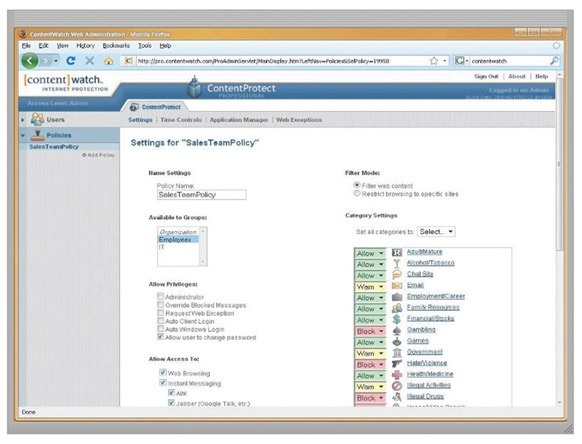 ContentWatch Web Administration - Mozilla Firefox
File Edit View History Bookmarks Tools Help
http://pro.contentwatch.com/ProAdminServlet/MainDisplay.htm?LeftNav=Policies&SelPolicy=19950
contentwatch
[content]watch.
INTERNET PROTECTION
Sign Out | About | Help
ContentProtect
PROFESSIONAL
Logged in as: Admin
Access Level: Admin
Users
Policies
SalesTeamPolicy
Add Policy
ContentProtect
Settings | Time Controls | Application Manager | Web Exceptions
Settings for "SalesTeamPolicy"
Name Settings
Policy Name:
SalesTeamPolicy
Available to Groups:
Organization
Employees
IT
Allow Privileges:
Administrator
Override Blocked Messages
Request Web Exception
Auto Client Login
Auto Windows Login
Allow user to change password
Allow Access To:
Web Browsing
Instant Messaging
AIM
Jabber (Google Talk, etc.)
Filter Mode:
Filter web content
Restrict browsing to specific sites
Category Settings
Set all categories to: Select...
Allow Adult/Mature
Allow Alcohol/Tobacco
Allow Chat Site
Warn Email
Allow Employment/Career
Allow Family Resources
Allow Financial/Stocks
Block Gambling
Allow Games
Warn Government
Block Hate/Violence
Allow Health/Medicine
Warn Illegal Activities
Block Illegal Drugs
Done